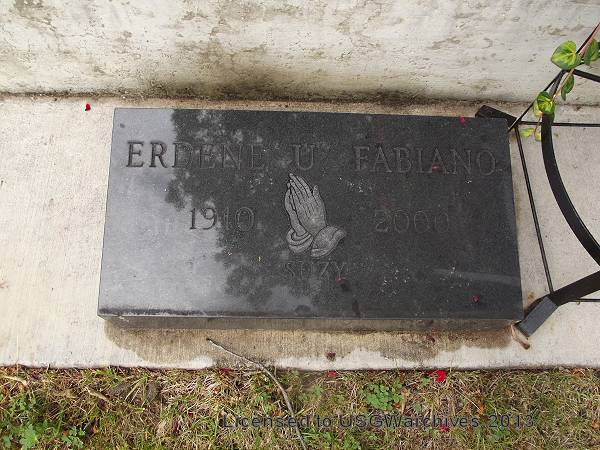 ERDENE U FABIANO
1910 2000
SUZY
Licensed to USGWarchives 2013